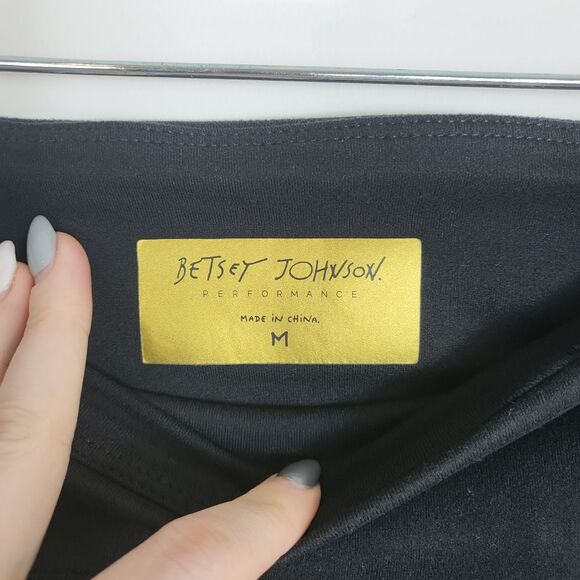 BETSEY JOHNSON.
PERFORMANCE
MADE iN CHiNA.
M